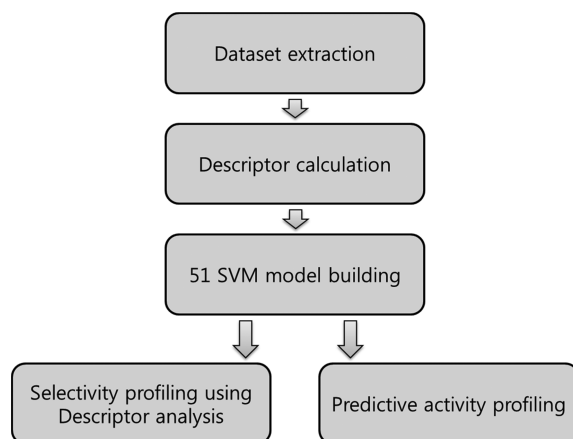 Dataset extraction
Descriptor calculation
51 SVM model building
Selectivity profiling using
Descriptor analysis
Predictive activity profiling